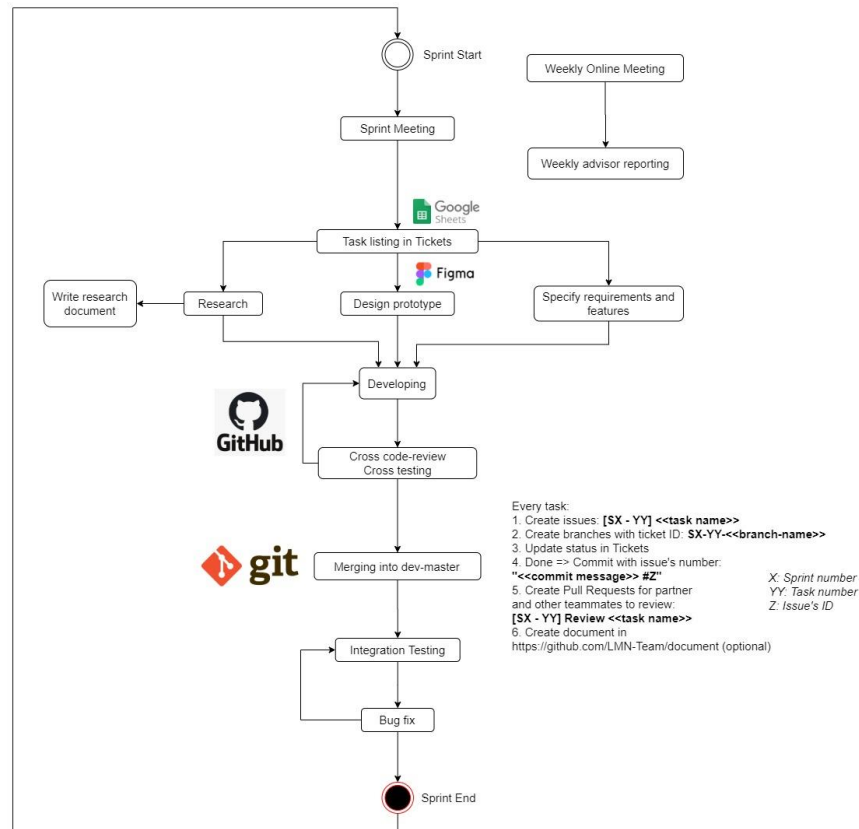 Sprint Start
Weekly Online Meeting
Sprint Meeting
Weekly advisor reporting
Google
Sheets
Task listing in Tickets
Figma
Write research
document
Research
Design prototype
Specify requirements and
features
Developing
GitHub
Cross code-review
Cross testing
Every task:
1. Create issues: [SX - YY] <<task name>>
2. Create branches with ticket ID: SX-YY-<<branch-name>>
3. Update status in Tickets
4. Done => Commit with issue's number:
"<<commit message>> #Z"
5. Create Pull Requests for partner
and other teammates to review:
[SX - YY] Review <<task name>>
6. Create document in
https://github.com/LMN-Team/document (optional)
X: Sprint number
YY: Task number
Z: Issue's ID
git
Merging into dev-master
Integration Testing
Bug fix
Sprint End